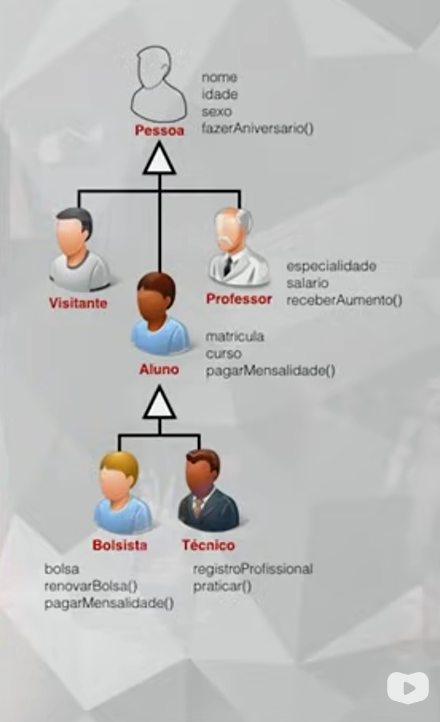 nome
idade
sexo
fazerAniversario()
Pessoa
Visitante
Professor
especialidade
salario
receberAumento()
Aluno
matricula
curso
pagarMensalidade()
Bolsista
Técnico
bolsa
renovarBolsa()
pagarMensalidade()
registroProfissional
praticar()